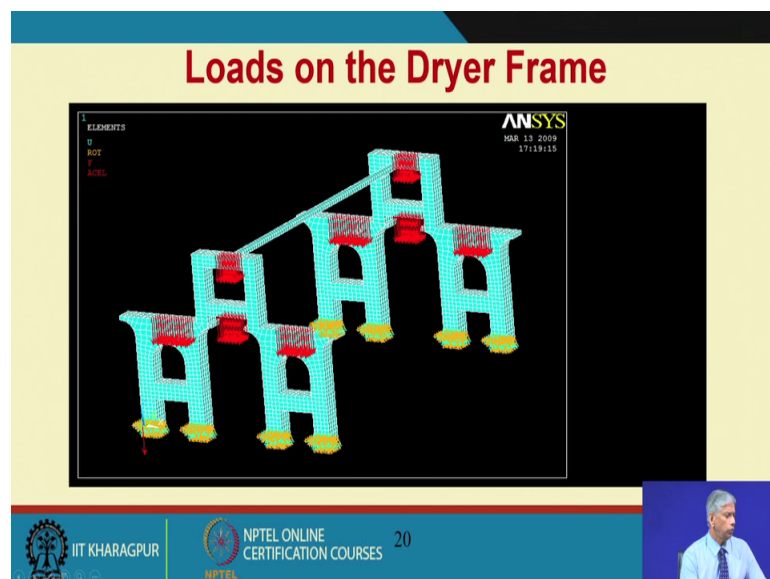 Loads on the Dryer Frame
1
ELEMENTS
U
ROT
F
ACEL
ANSYS
MAR 13 2009
17:19:15
IIT KHARAGPUR
NPTEL ONLINE
CERTIFICATION COURSES
20
NPTEL